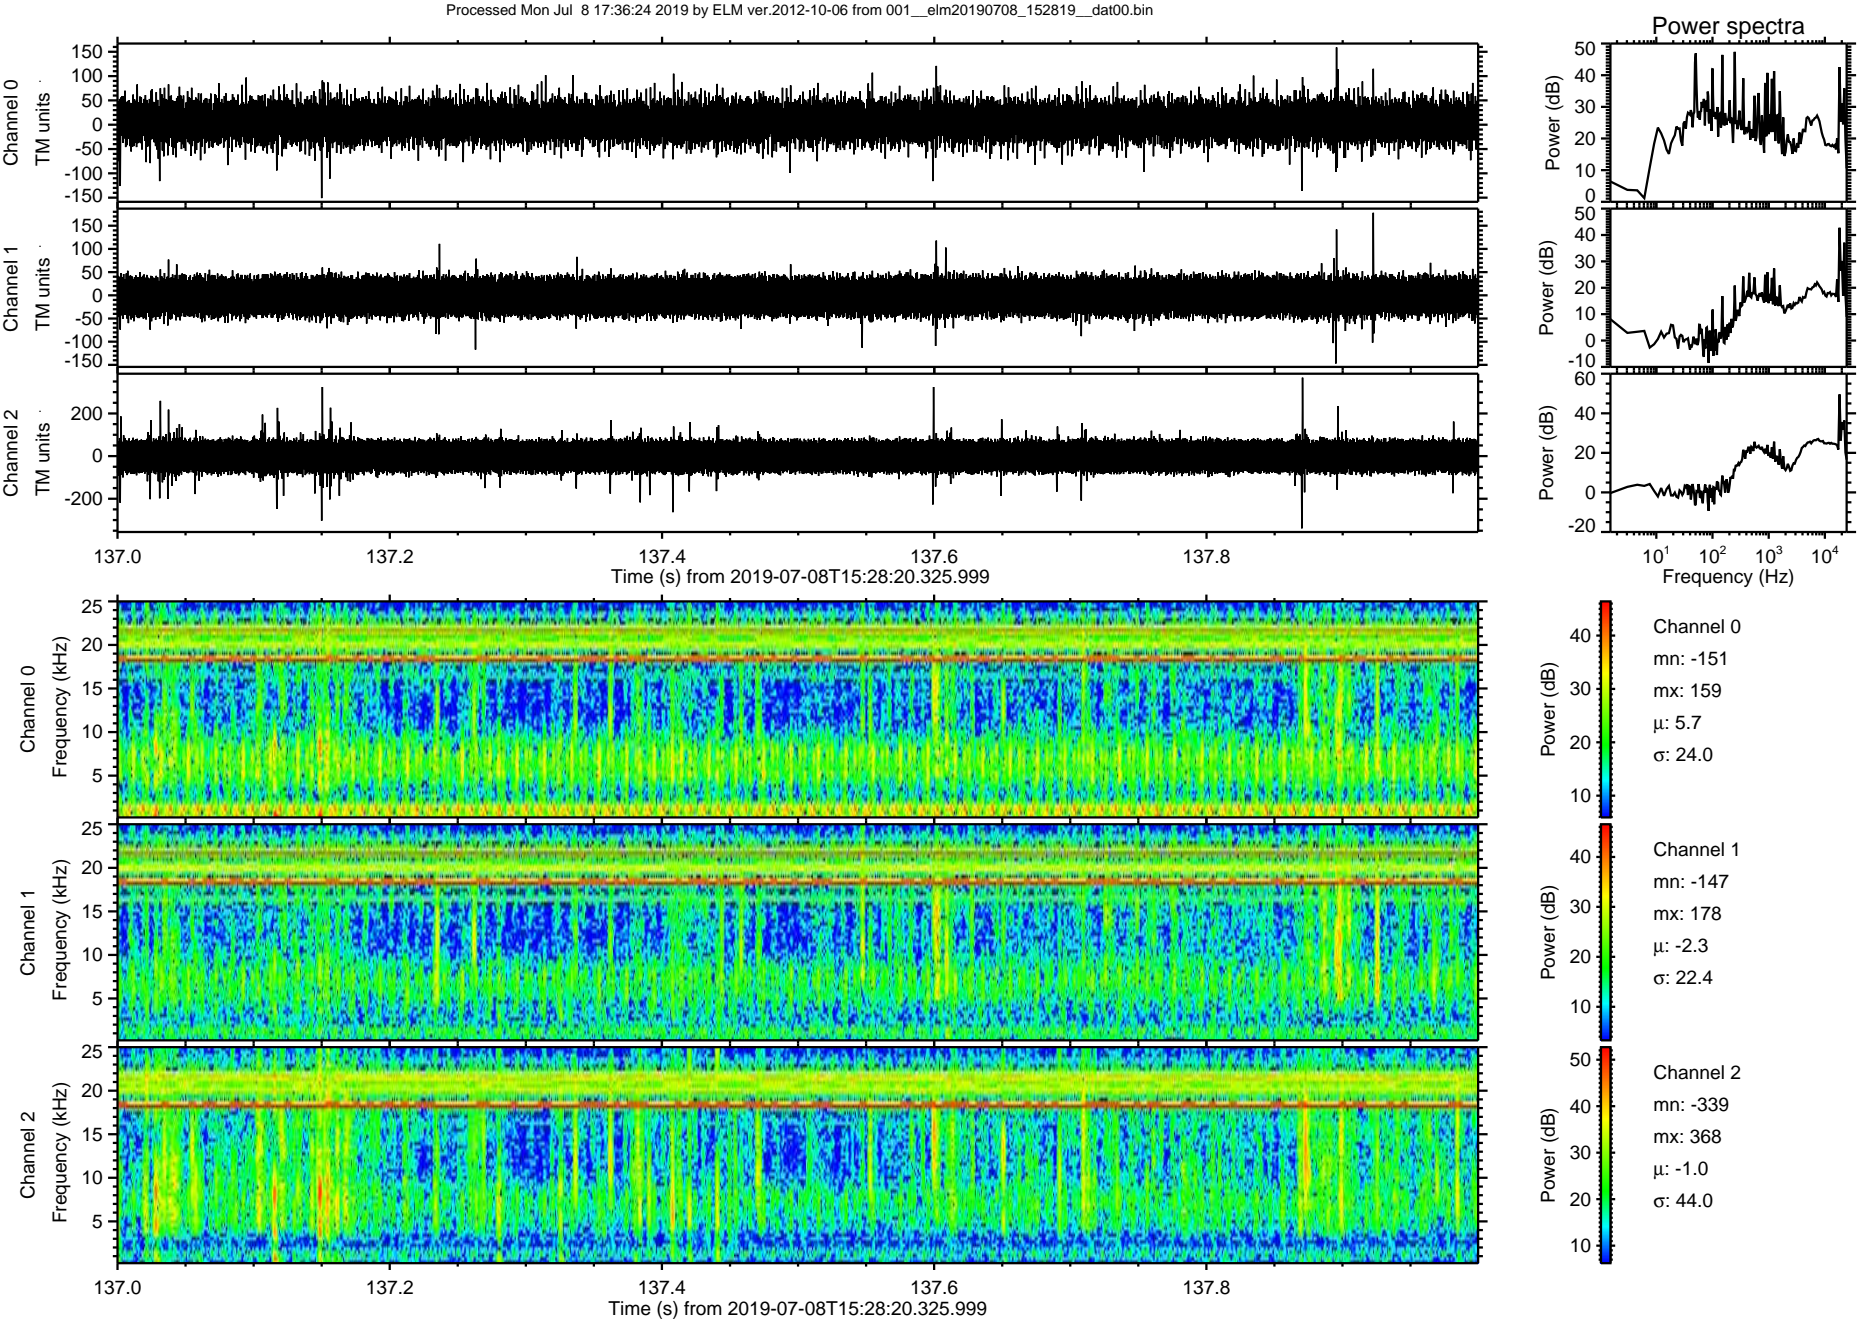 Processed Mon Jul 8 17:36:24 2019 by ELM ver.2012-10-06 from 001__elm20190708_152819__dat00.bin
Power spectra
Channel 0
TM units
150
100
50
0
-50
-100
-150
Power (dB)
50
40
30
20
10
0
Channel 1
TM units
150
100
50
0
-50
-100
-150
Power (dB)
50
40
30
20
10
0
-10
Channel 2
TM units
200
0
-200
Power (dB)
60
40
20
0
-20
137.0 137.2 137.4 137.6 137.8
Time (s) from 2019-07-08T15:28:20.325.999
10¹ 10² 10³ 10⁴
Frequency (Hz)
Channel 0
Frequency (kHz)
25
20
15
10
5
Power (dB)
40
30
20
10
Channel 0
mn: -151
mx: 159
μ: 5.7
σ: 24.0
Channel 1
Frequency (kHz)
25
20
15
10
5
Power (dB)
40
30
20
10
Channel 1
mn: -147
mx: 178
μ: -2.3
σ: 22.4
Channel 2
Frequency (kHz)
25
20
15
10
5
Power (dB)
50
40
30
20
10
Channel 2
mn: -339
mx: 368
μ: -1.0
σ: 44.0
137.0 137.2 137.4 137.6 137.8
Time (s) from 2019-07-08T15:28:20.325.999